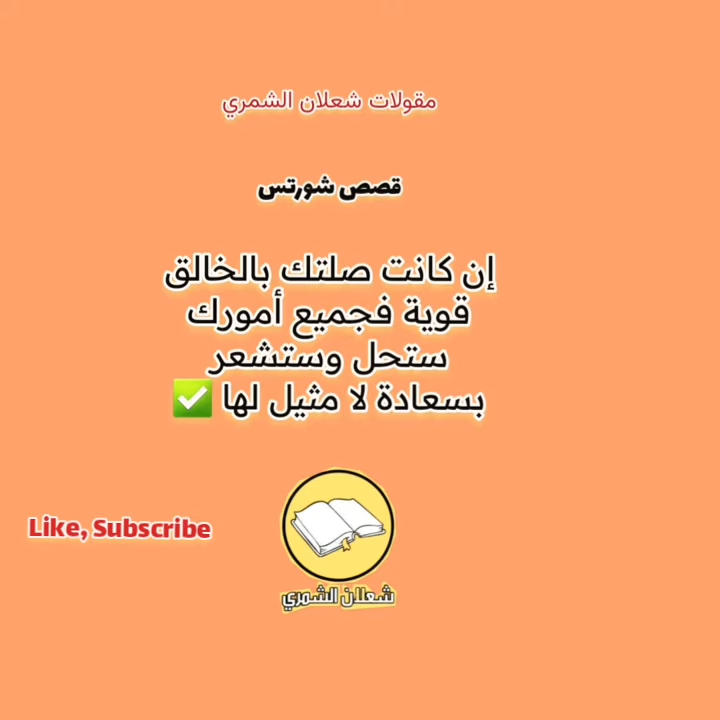 مقولات شعلان الشمري
قصص شورتس
إن كانت صلتك بالخالق
قوية فجميع أمورك
ستحل وستشعر
بسعادة لا مثيل لها ✅
Like, Subscribe
شعلان الشمري